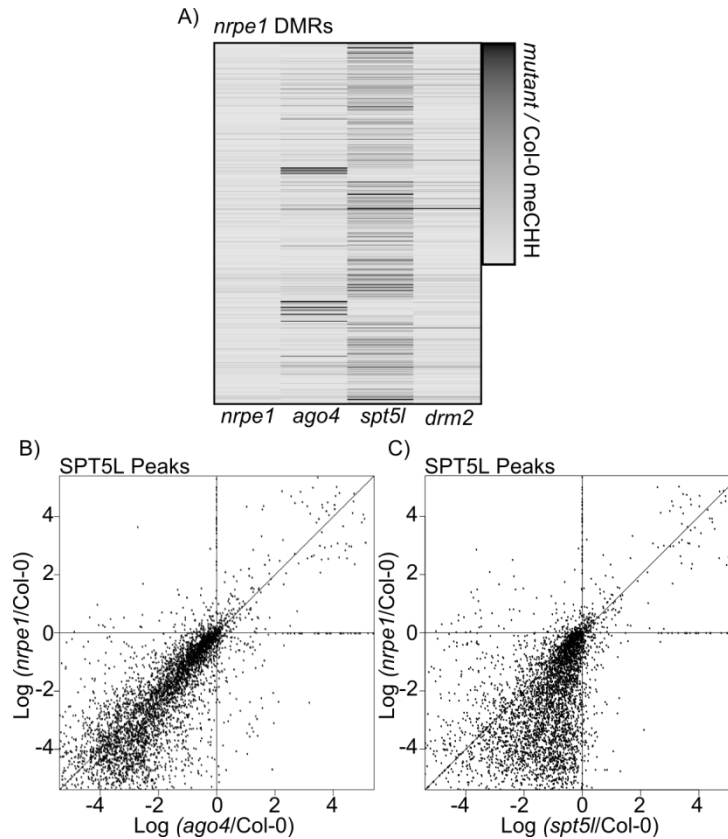 A)
nrpe1 DMRs
mutant / Col-0 meCHH
nrpe1 ago4 spt5l drm2
B)
SPT5L Peaks
Log (nrpe1/Col-0)
4
2
0
-2
-4
-4 -2 0 2 4
Log (ago4/Col-0)
C)
SPT5L Peaks
Log (nrpe1/Col-0)
4
2
0
-2
-4
-4 -2 0 2 4
Log (spt5l/Col-0)